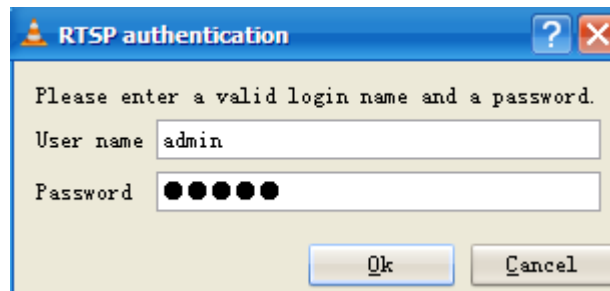 RTSP authentication
Please enter a valid login name and a password.
User name admin
Password ●●●●●
Ok Cancel